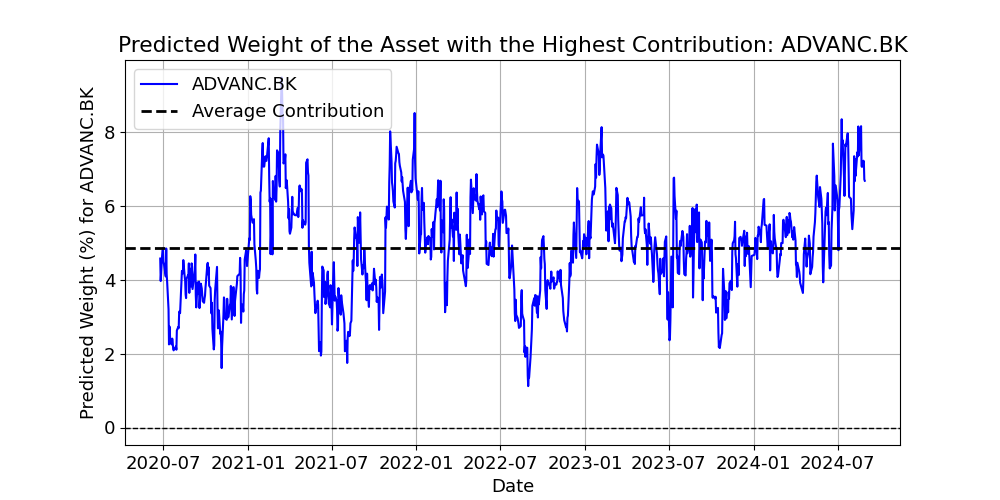 Predicted Weight of the Asset with the Highest Contribution: ADVANC.BK
ADVANC.BK
Average Contribution
Predicted Weight (%) for ADVANC.BK
8
6
4
2
0
2020-07 2021-01 2021-07 2022-01 2022-07 2023-01 2023-07 2024-01 2024-07
Date